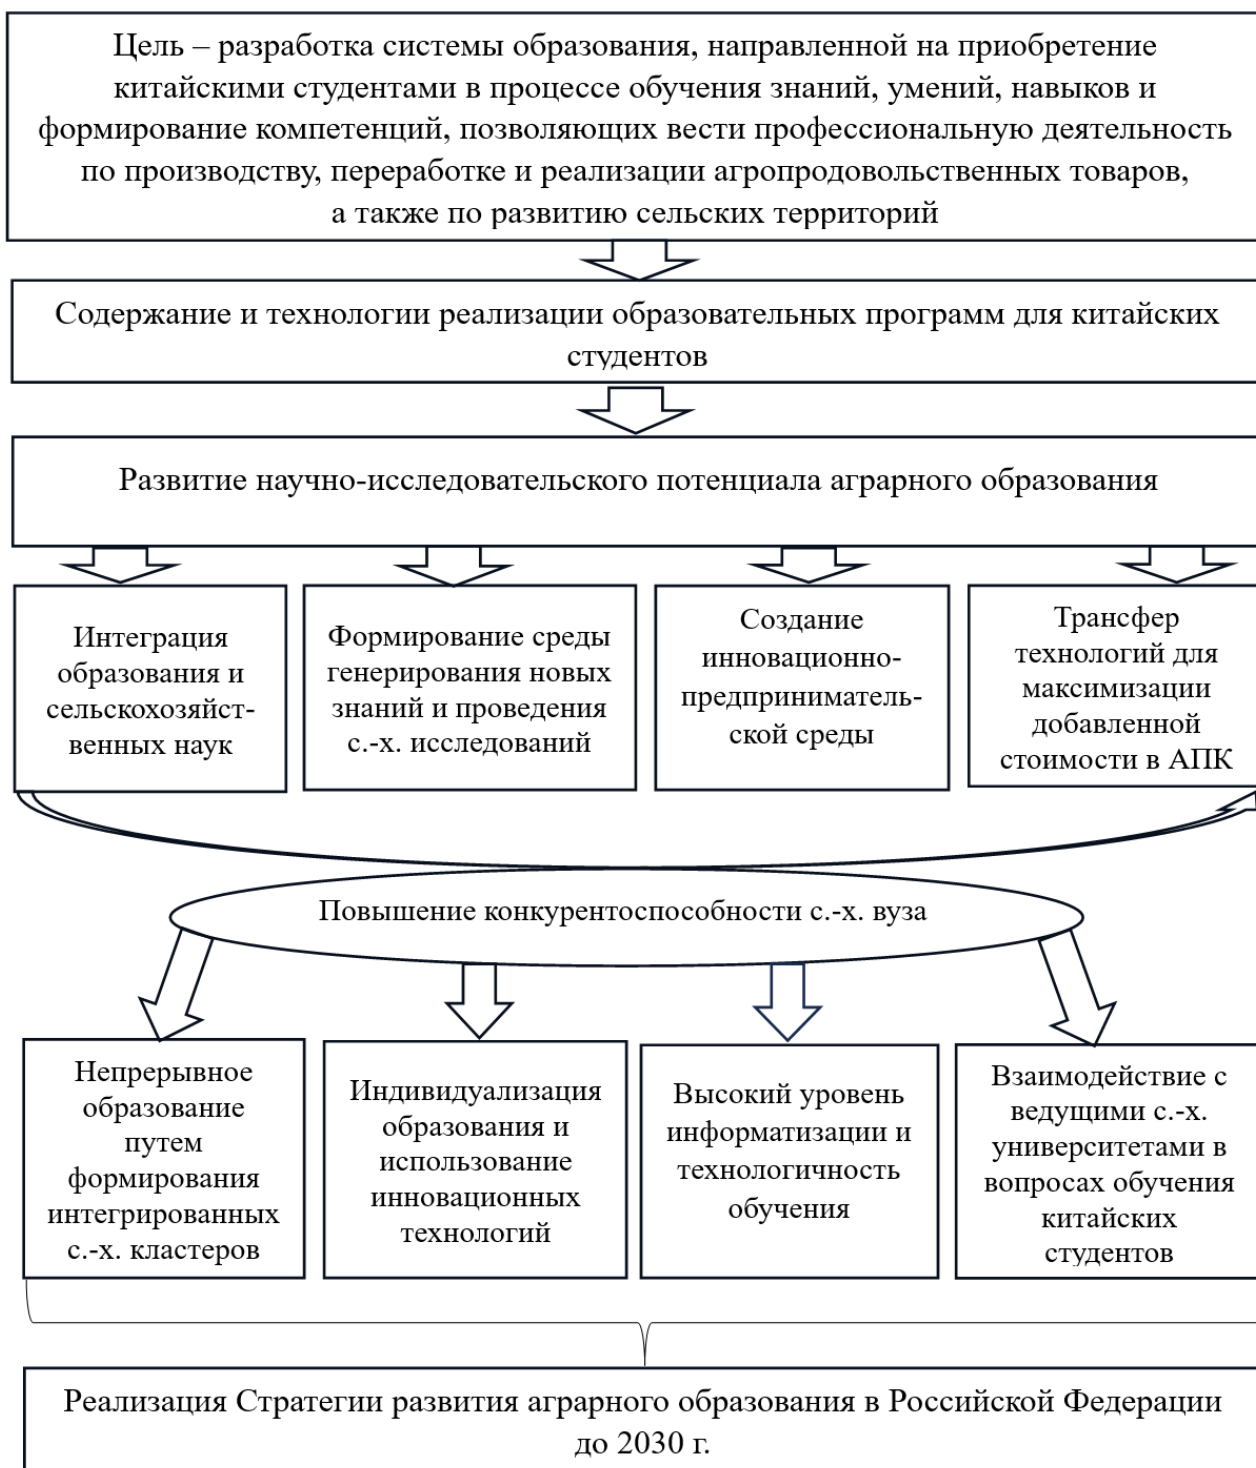 Цель – разработка системы образования, направленной на приобретение
китайскими студентами в процессе обучения знаний, умений, навыков и
формирование компетенций, позволяющих вести профессиональную деятельность
по производству, переработке и реализации агропродовольственных товаров,
а также по развитию сельских территорий
Содержание и технологии реализации образовательных программ для китайских
студентов
Развитие научно-исследовательского потенциала аграрного образования
Интеграция
образования и
сельскохозяйст-
венных наук
Формирование среды
генерирования новых
знаний и проведения
с.-х. исследований
Создание
инновационно-
предприниматель-
ской среды
Трансфер
технологий для
максимизации
добавленной
стоимости в АПК
Повышение конкурентоспособности с.-х. вуза
Непрерывное
образование
путем
формирования
интегрированных
с.-х. кластеров
Индивидуализация
образования и
использование
инновационных
технологий
Высокий уровень
информатизации и
технологичность
обучения
Взаимодействие с
ведущими с.-х.
университетами в
вопросах обучения
китайских
студентов
Реализация Стратегии развития аграрного образования в Российской Федерации
до 2030 г.